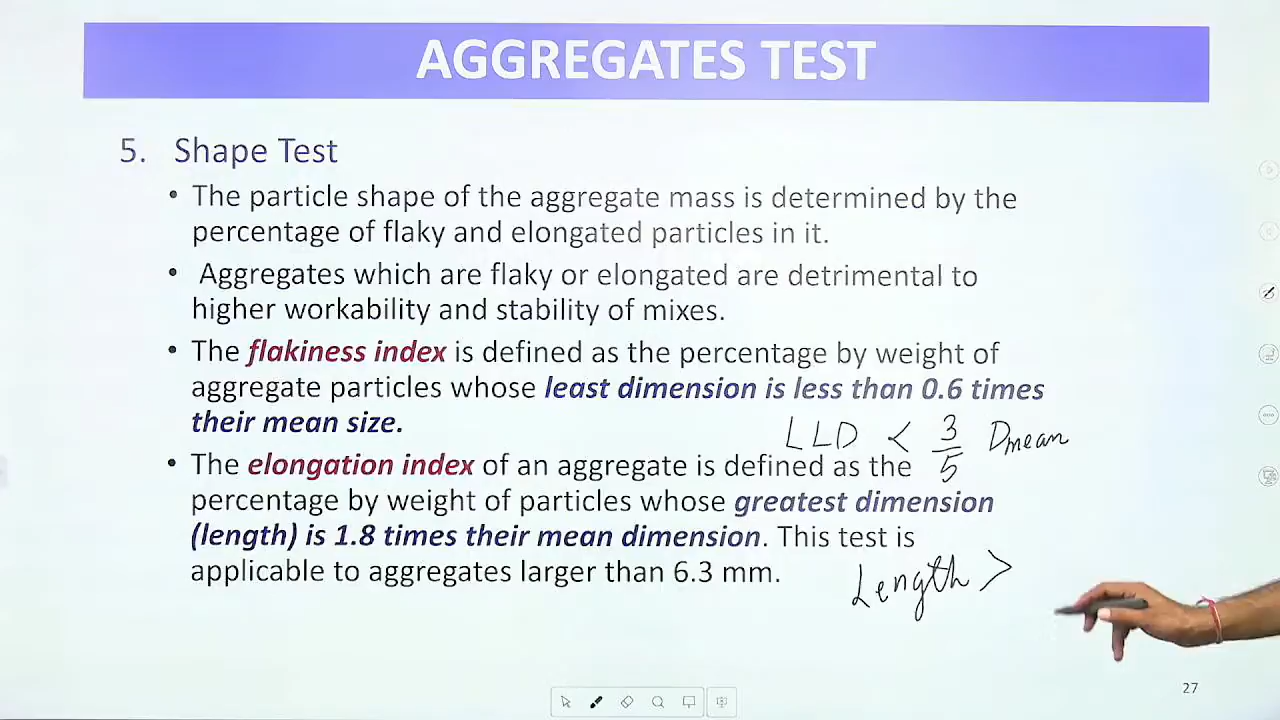 AGGREGATES TEST
5. Shape Test
• The particle shape of the aggregate mass is determined by the
percentage of flaky and elongated particles in it.
• Aggregates which are flaky or elongated are detrimental to
higher workability and stability of mixes.
• The flakiness index is defined as the percentage by weight of
aggregate particles whose least dimension is less than 0.6 times
their mean size.
LLD < 3/5 Dmean
• The elongation index of an aggregate is defined as the
percentage by weight of particles whose greatest dimension
(length) is 1.8 times their mean dimension. This test is
applicable to aggregates larger than 6.3 mm.
Length >
27